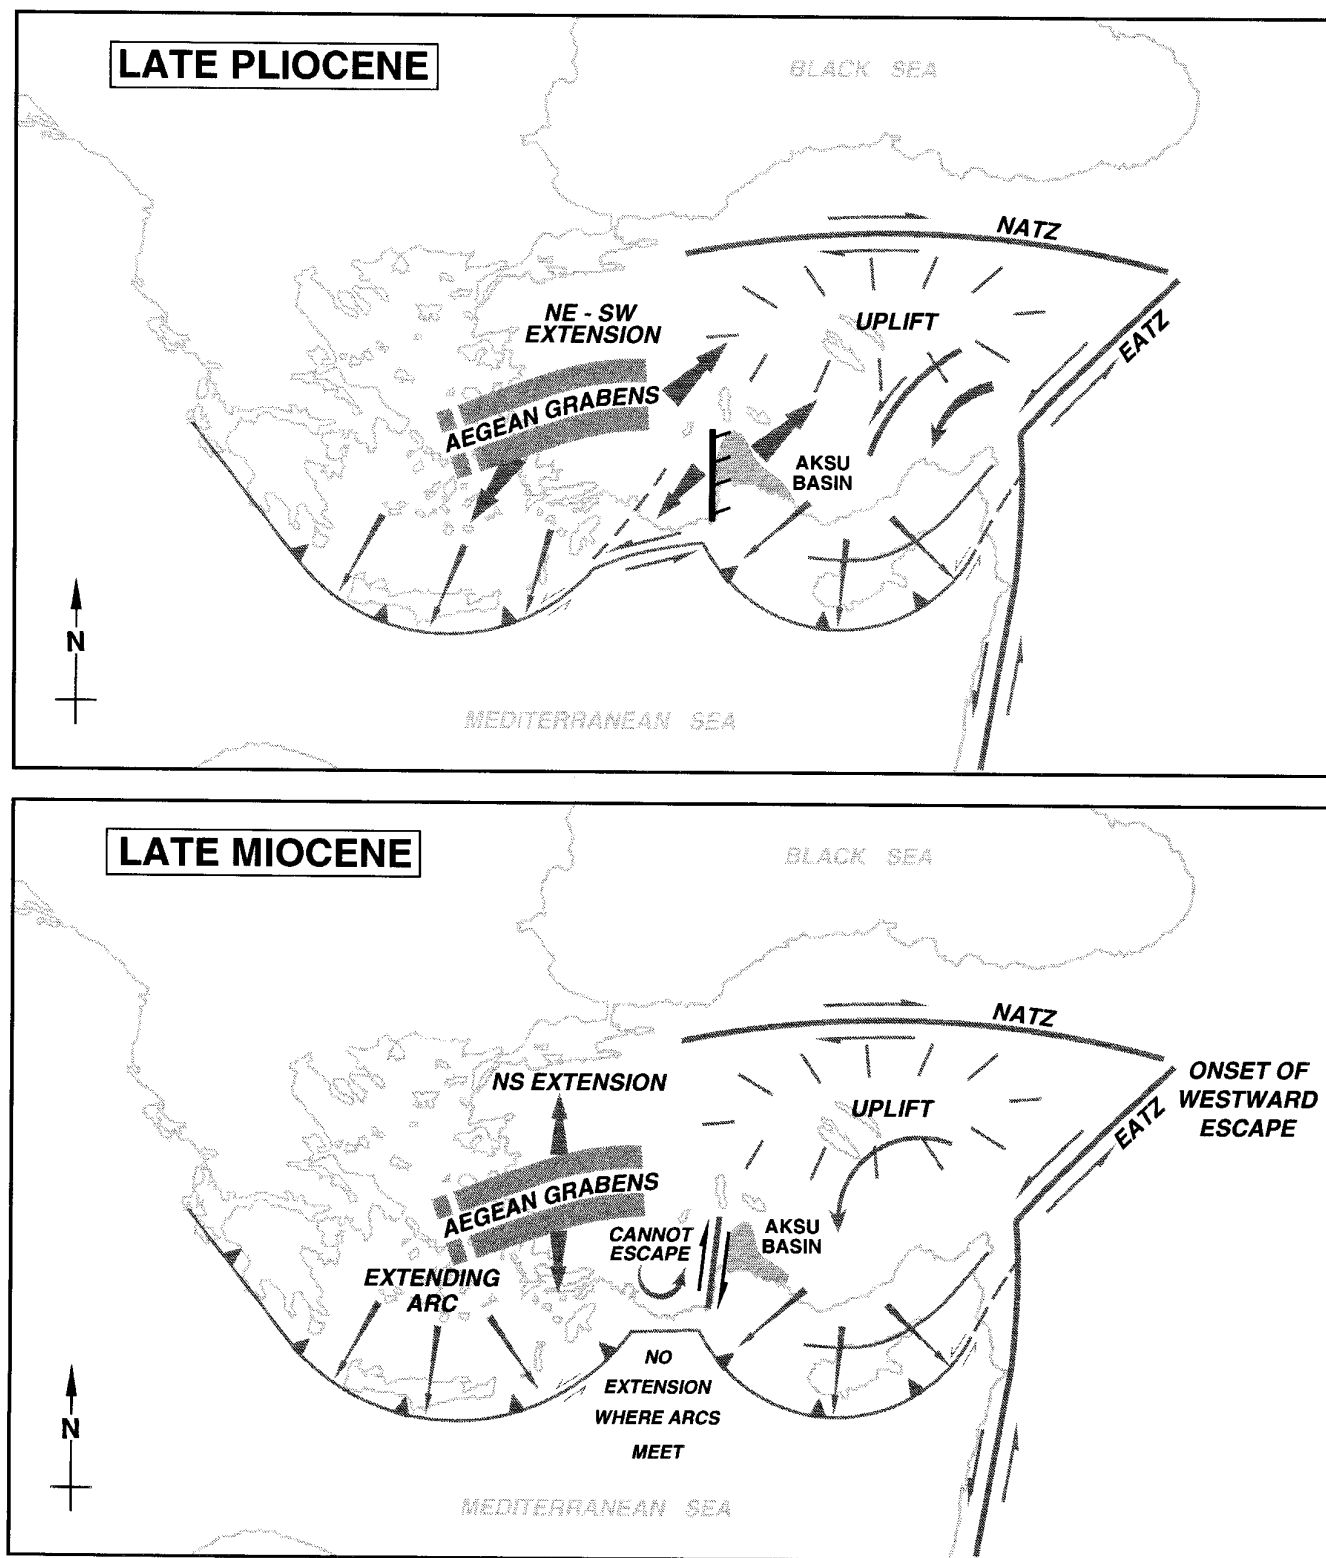 LATE PLIOCENE
BLACK SEA
NATZ
NE - SW
EXTENSION
UPLIFT
EATZ
AEGEAN GRABENS
AKSU
BASIN
N
MEDITERRANEAN SEA
LATE MIOCENE
BLACK SEA
NATZ
NS EXTENSION
ONSET OF
WESTWARD
ESCAPE
UPLIFT
EATZ
AEGEAN GRABENS
CANNOT
ESCAPE
AKSU
BASIN
EXTENDING
ARC
NO
EXTENSION
WHERE ARCS
MEET
N
MEDITERRANEAN SEA